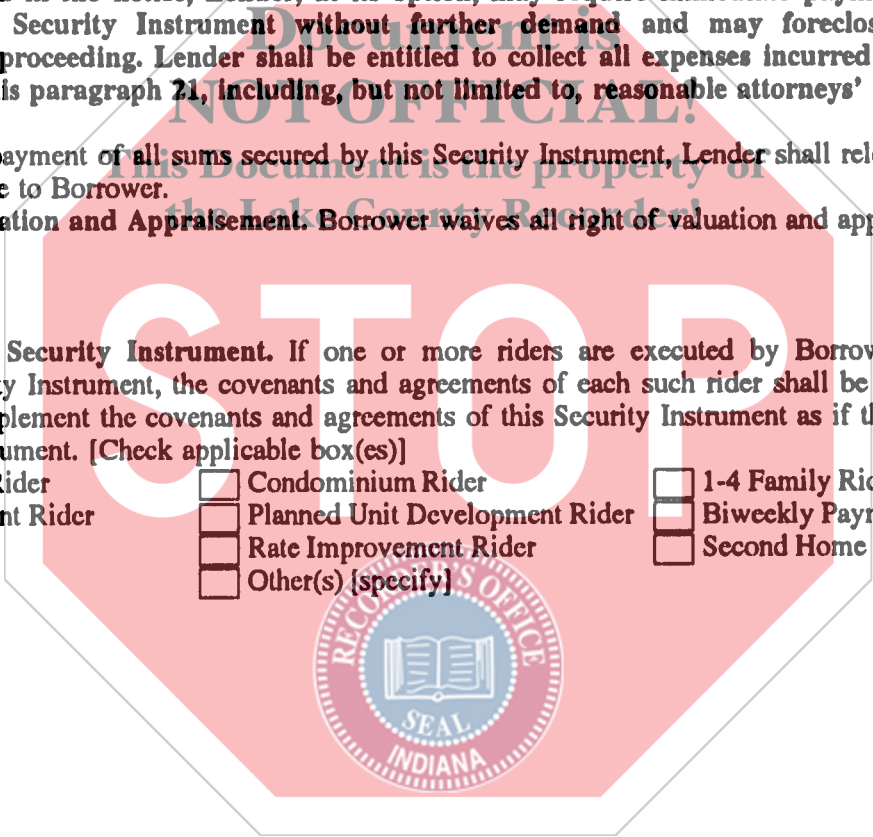 Security Instrument without further demand and may foreclos
proceeding. Lender shall be entitled to collect all expenses incurred
is paragraph 21, including, but not limited to, reasonable attorneys'
ayment of all sums secured by this Security Instrument, Lender shall rele
e to Borrower.
ation and Appraisement. Borrower waives all right of valuation and app
Security Instrument. If one or more riders are executed by Borrow
y Instrument, the covenants and agreements of each such rider shall be
plement the covenants and agreements of this Security Instrument as if th
ument. [Check applicable box(es)]
Rider Condominium Rider 1-4 Family Rid
nt Rider Planned Unit Development Rider Biweekly Payn
Rate Improvement Rider Second Home
Other(s) [specify]
Document is
NOT OFFICIAL!
This Document is the property of
the Lake County Recorder!
STOP
RECORDER'S OFFICE
SEAL
INDIANA